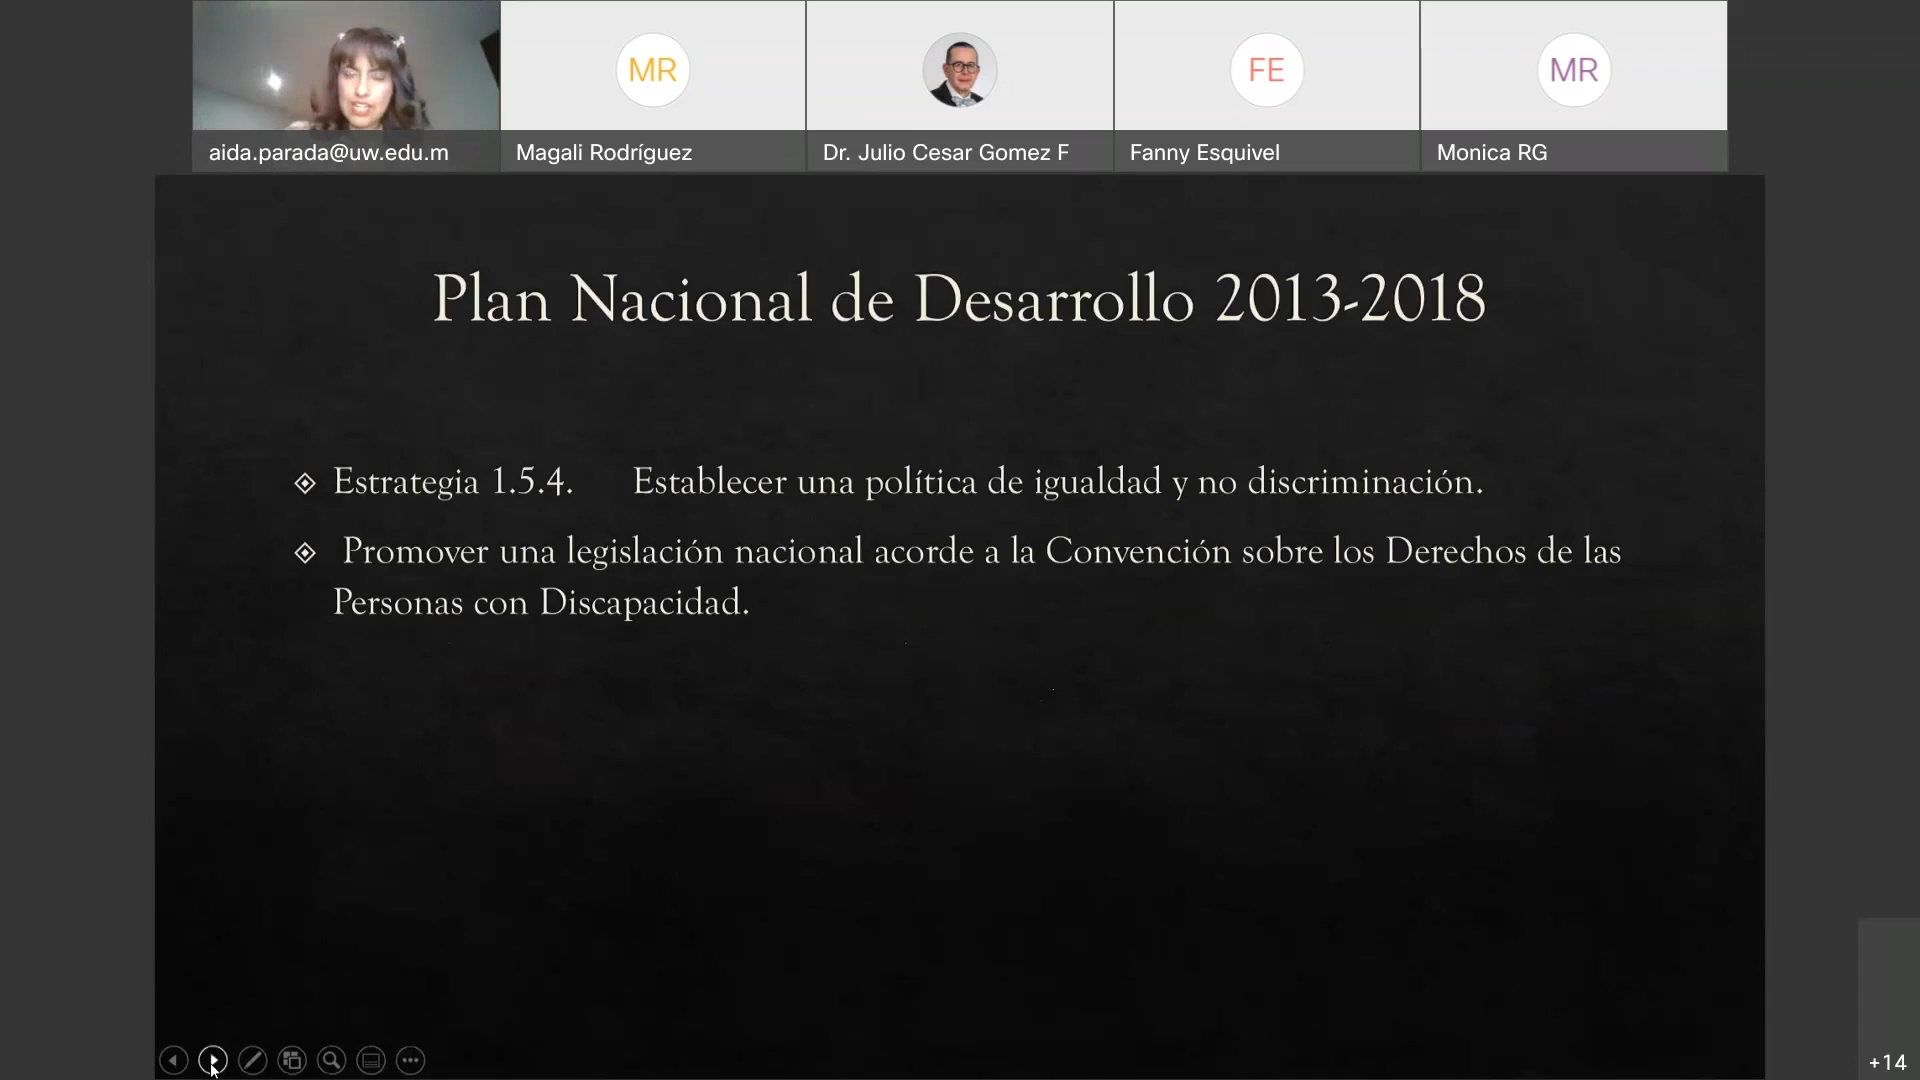 MR
FE
MR
aida.parada@uw.edu.m
Magali Rodríguez
Dr. Julio Cesar Gomez F
Fanny Esquivel
Monica RG
Plan Nacional de Desarrollo 2013-2018
Estrategia 1.5.4. Establecer una política de igualdad y no discriminación.
Promover una legislación nacional acorde a la Convención sobre los Derechos de las
Personas con Discapacidad.
+14